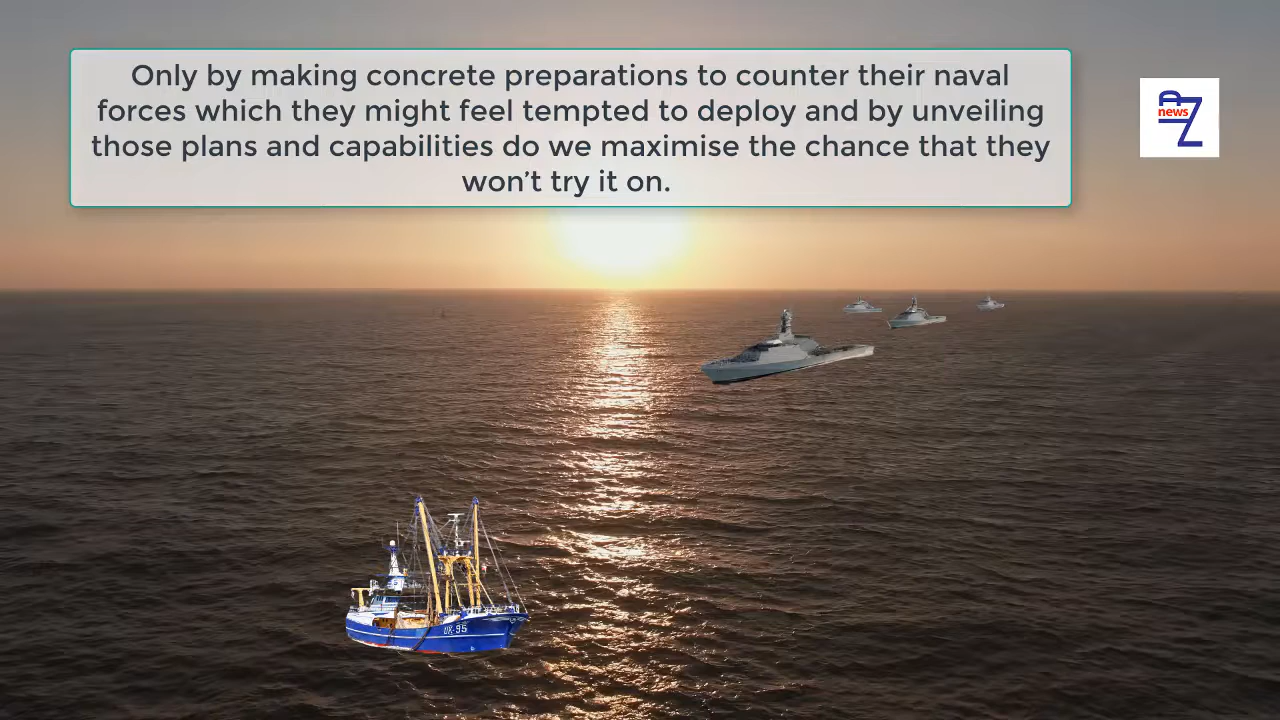 Only by making concrete preparations to counter their naval
forces which they might feel tempted to deploy and by unveiling
those plans and capabilities do we maximise the chance that they
won’t try it on.
A
news
Z
UK-95